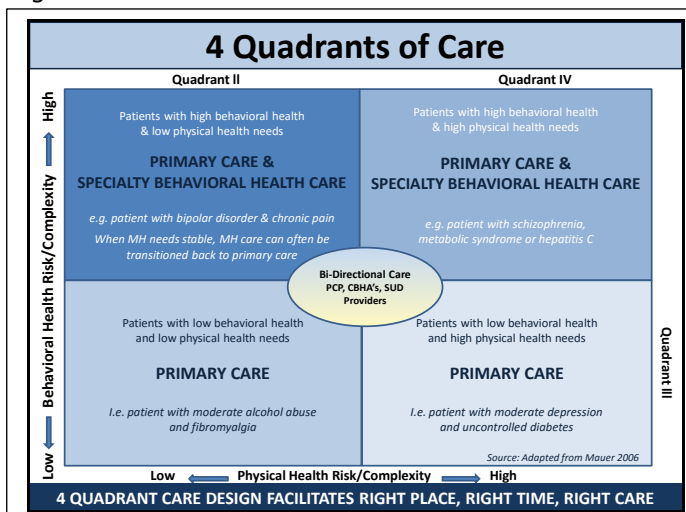 4 Quadrants of Care
Quadrant II
Quadrant IV
High
Behavioral Health Risk/Complexity
Low
Patients with high behavioral health
& low physical health needs
PRIMARY CARE &
SPECIALTY BEHAVIORAL HEALTH CARE
e.g. patient with bipolar disorder & chronic pain
When MH needs stable, MH care can often be
transitioned back to primary care
Patients with high behavioral health
& high physical health needs
PRIMARY CARE &
SPECIALTY BEHAVIORAL HEALTH CARE
e.g. patient with schizophrenia,
metabolic syndrome or hepatitis C
Bi-Directional Care
PCP, CBHA's, SUD
Providers
Patients with low behavioral health
and low physical health needs
PRIMARY CARE
I.e. patient with moderate alcohol abuse
and fibromyalgia
Patients with low behavioral health
and high physical health needs
PRIMARY CARE
I.e. patient with moderate depression
and uncontrolled diabetes
Source: Adapted from Mauer 2006
Quadrant III
Low
Physical Health Risk/Complexity
High
4 QUADRANT CARE DESIGN FACILITATES RIGHT PLACE, RIGHT TIME, RIGHT CARE